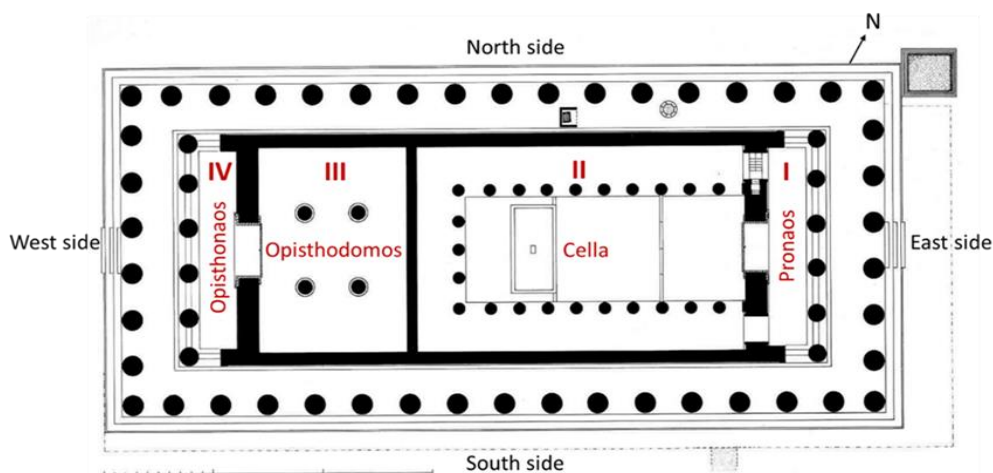 N
North side
IV
III
II
I
West side
Opisthonaos
Opisthodomos
Cella
Pronaos
East side
South side